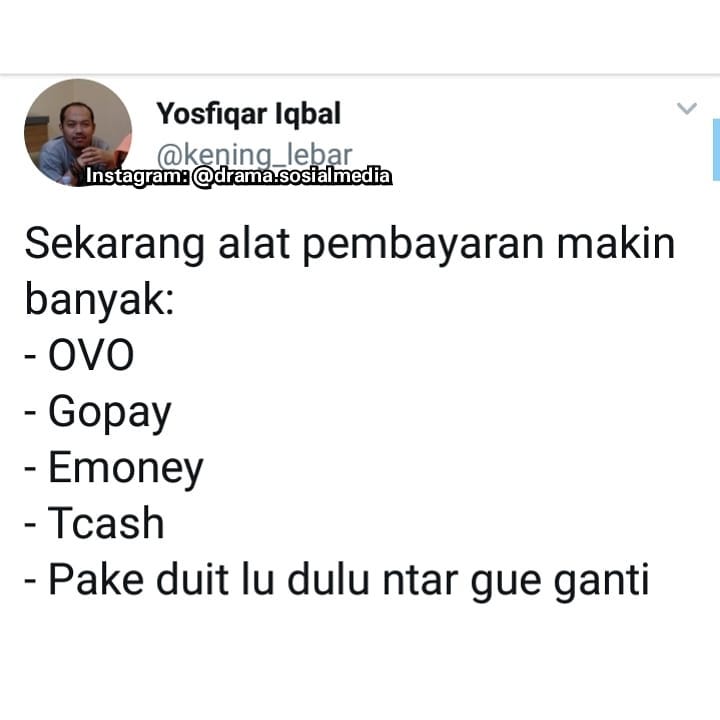 Yosfiqar Iqbal
@kening_lebar
Instagram: @drama.sosialmedia
Sekarang alat pembayaran makin
banyak:
- OVO
- Gopay
- Emoney
- Tcash
- Pake duit lu dulu ntar gue ganti